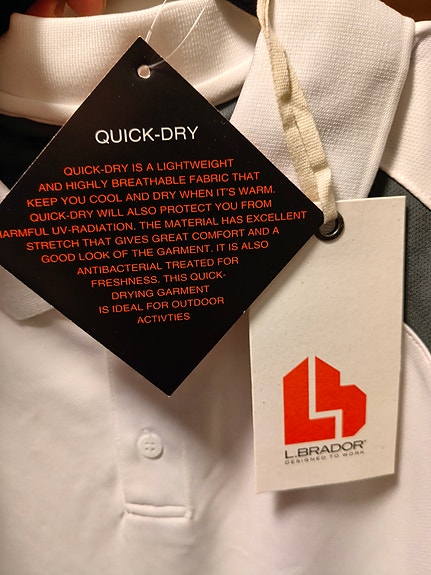 QUICK-DRY
QUICK-DRY IS A LIGHTWEIGHT
AND HIGHLY BREATHABLE FABRIC THAT
KEEP YOU COOL AND DRY WHEN IT'S WARM.
QUICK-DRY WILL ALSO PROTECT YOU FROM
HARMFUL UV-RADIATION. THE MATERIAL HAS EXCELLENT
STRETCH THAT GIVES GREAT COMFORT AND A
GOOD LOOK OF THE GARMENT. IT IS ALSO
ANTIBACTERIAL TREATED FOR
FRESHNESS. THIS QUICK-
DRYING GARMENT
IS IDEAL FOR OUTDOOR
ACTIVTIES
L.BRADOR®
DESIGNED TO WORK